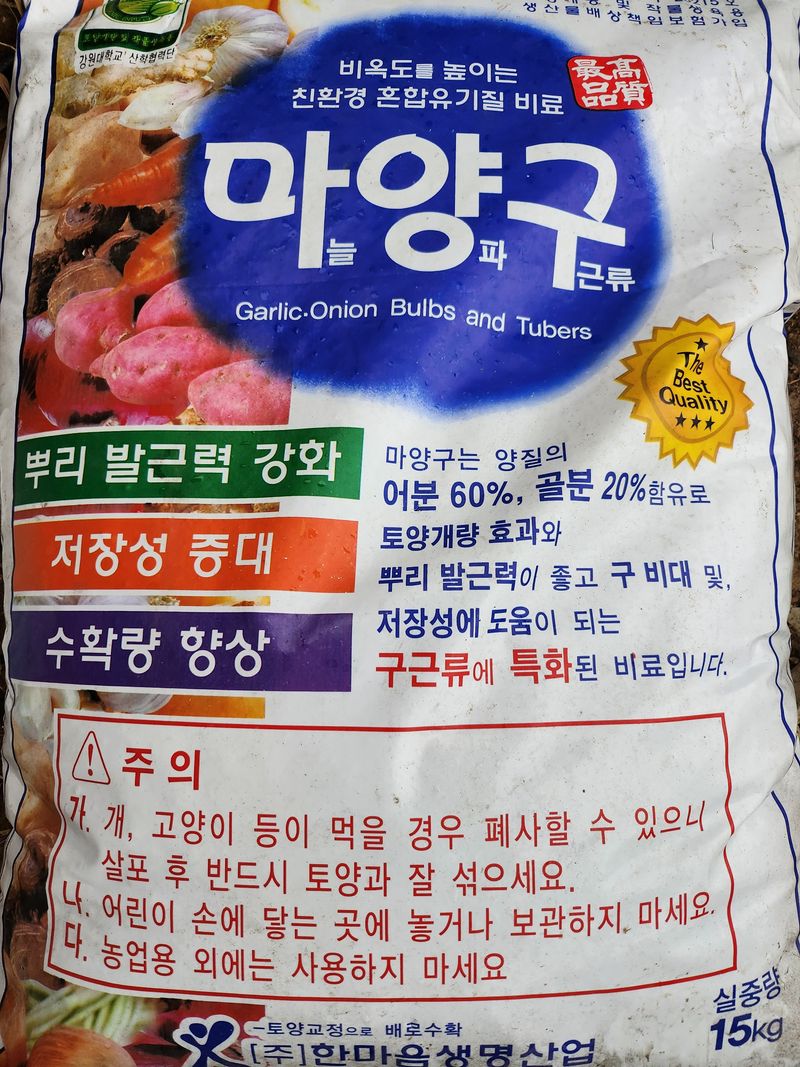 강원대학교 산학협력단
생산물배상책임보험가입
비옥도를 높이는
친환경 혼합유기질 비료
最高
品質
마늘 양파 구근류
Garlic·Onion Bulbs and Tubers
The
Best
Quality
뿌리 발근력 강화
저장성 증대
수확량 향상
마양구는 양질의
어분 60%, 골분 20%함유로
토양개량 효과와
뿌리 발근력이 좋고 구 비대 및,
저장성에 도움이 되는
구근류에 특화된 비료입니다.
주의
가. 개, 고양이 등이 먹을 경우 폐사할 수 있으니
살포 후 반드시 토양과 잘 섞으세요.
나. 어린이 손에 닿는 곳에 놓거나 보관하지 마세요.
다. 농업용 외에는 사용하지 마세요
실중량
15kg
-토양교정으로 배로수확
[주]한마음생명산업